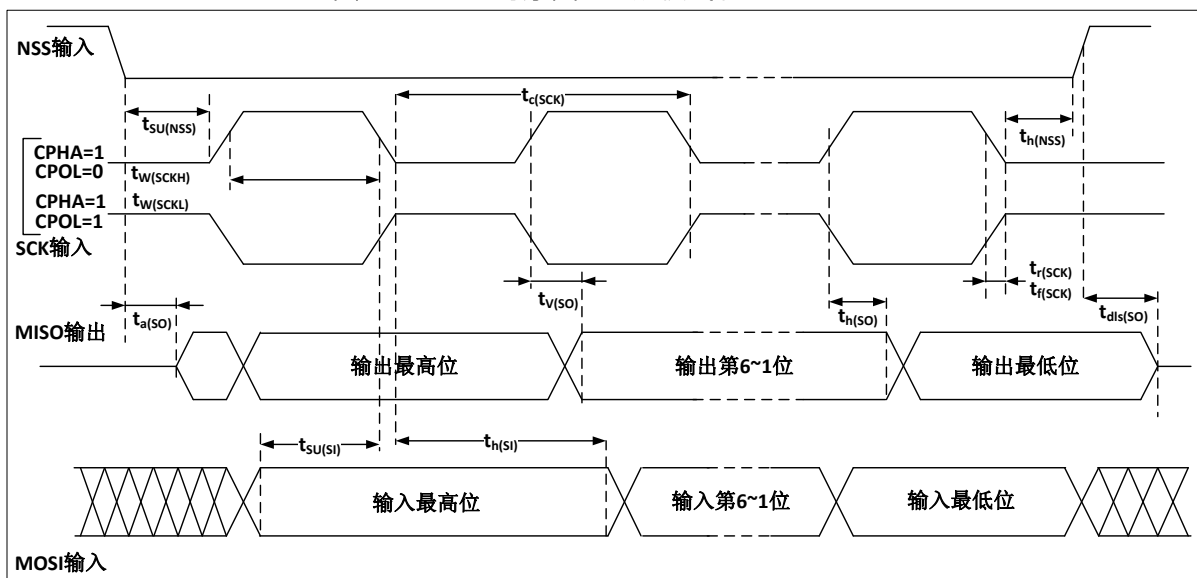 NSS输入
tSU(NSS)
tc(SCK)
th(NSS)
CPHA=1
CPOL=0
tW(SCKH)
CPHA=1
CPOL=1
tW(SCKL)
SCK输入
ta(SO)
tV(SO)
th(SO)
tr(SCK)
tf(SCK)
tdis(SO)
MISO输出
输出最高位
输出第6~1位
输出最低位
tSU(SI)
th(SI)
输入最高位
输入第6~1位
输入最低位
MOSI输入